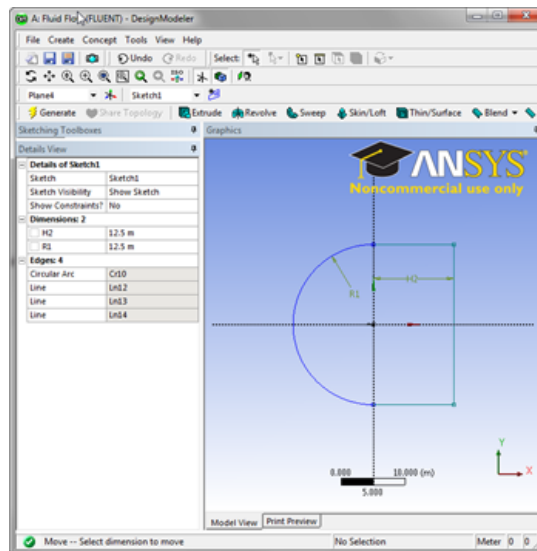 A: Fluid Flow (FLUENT) - DesignModeler
File Create Concept Tools View Help
Undo Redo Select:
Plane4 Sketch1
Generate Share Topology Extrude Revolve Sweep Skin/Loft Thin/Surface Blend
Sketching Toolboxes
Details View
Details of Sketch1
Sketch Sketch1
Sketch Visibility Show Sketch
Show Constraints? No
Dimensions: 2
H2 12.5 m
R1 12.5 m
Edges: 4
Circular Arc Cr10
Line Ln12
Line Ln13
Line Ln14
Graphics
ANSYS
Noncommercial use only
H2
R1
0.000 10.000 (m)
5.000
Y
X
Model View Print Preview
Move -- Select dimension to move No Selection Meter 0 0